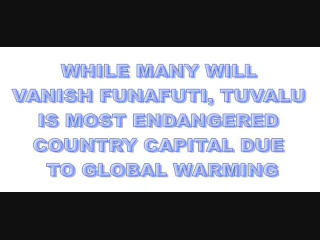 WHILE MANY WILL
VANISH FUNAFUTI, TUVALU
IS MOST ENDANGERED
COUNTRY CAPITAL DUE
TO GLOBAL WARMING